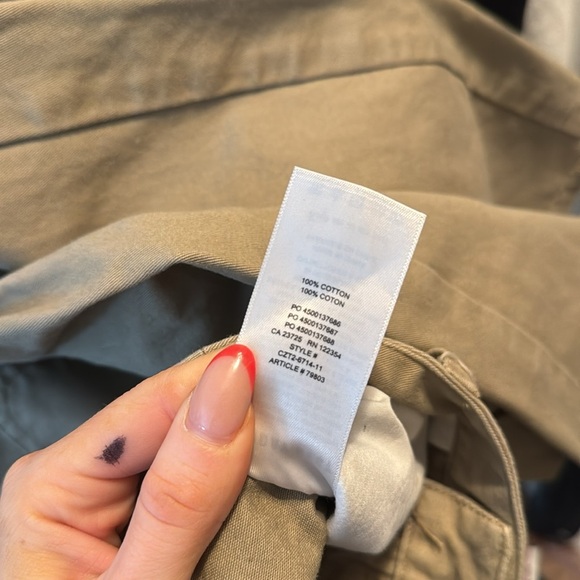 100% COTTON
100% COTON
PO 4500137686
PO 4500137687
PO 4500137688
CA 23725 RN 122354
STYLE #
CZT2-6714-11
ARTICLE # 79803